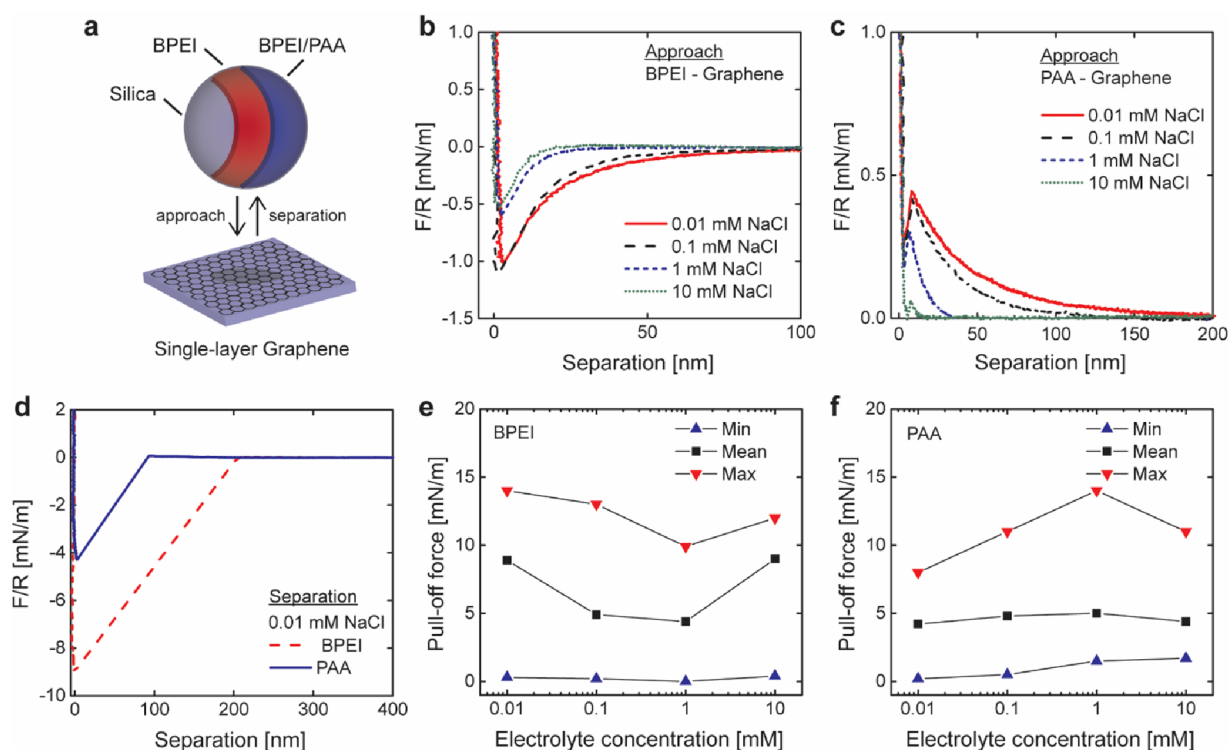 a
BPEI
BPEI/PAA
Silica
approach
separation
Single-layer Graphene
b
1.0
0.5
0.0
-0.5
-1.0
-1.5
F/R [mN/m]
Approach
BPEI - Graphene
0.01 mM NaCl
0.1 mM NaCl
1 mM NaCl
10 mM NaCl
0
50
100
Separation [nm]
c
1.0
0.5
0.0
F/R [mN/m]
Approach
PAA - Graphene
0.01 mM NaCl
0.1 mM NaCl
1 mM NaCl
10 mM NaCl
0
50
100
150
200
Separation [nm]
d
2
0
-2
-4
-6
-8
-10
F/R [mN/m]
Separation
0.01 mM NaCl
BPEI
PAA
0
100
200
300
400
Separation [nm]
e
20
15
10
5
0
Pull-off force [mN/m]
BPEI
Min
Mean
Max
0.01
0.1
1
10
Electrolyte concentration [mM]
f
20
15
10
5
0
Pull-off force [mN/m]
PAA
Min
Mean
Max
0.01
0.1
1
10
Electrolyte concentration [mM]